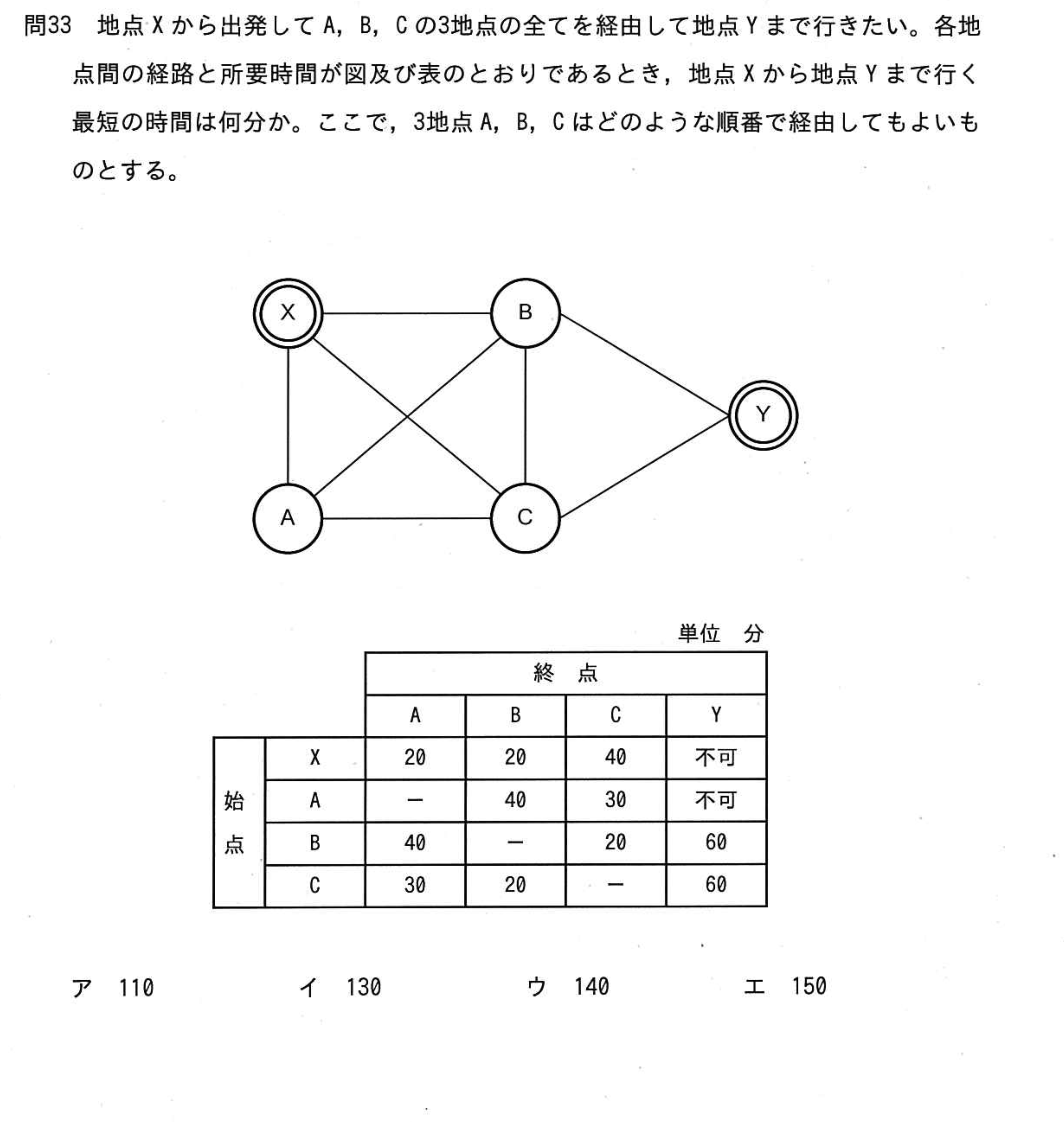 問33 地点Xから出発してA，B，Cの3地点の全てを経由して地点Yまで行きたい。各地
点間の経路と所要時間が図及び表のとおりであるとき，地点Xから地点Yまで行く
最短の時間は何分か。ここで，3地点A，B，Cはどのような順番で経由してもよいも
のとする。
X B
Y
A C
単位 分
終 点
A B C Y
X 20 20 40 不可
始 A － 40 30 不可
点 B 40 － 20 60
C 30 20 － 60
ア 110 イ 130 ウ 140 エ 150